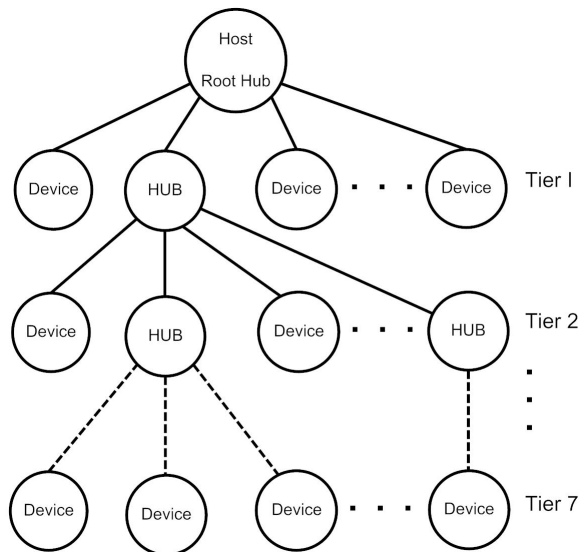 Host
Root Hub
Device HUB Device Device Tier I
Device HUB Device HUB Tier 2
Device Device Device Device Tier 7